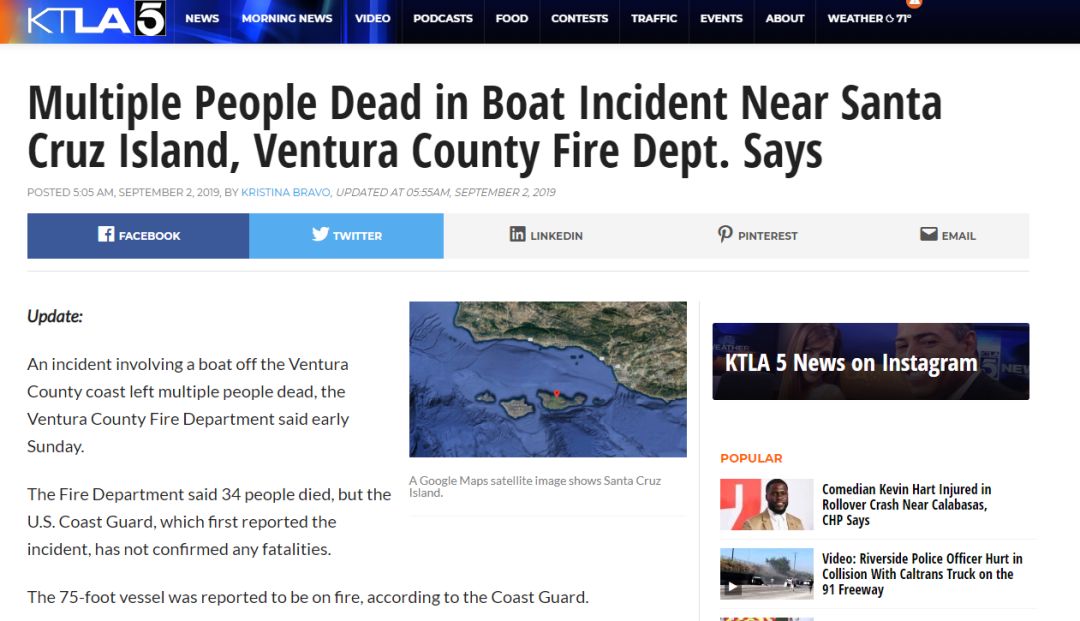 KTLA 5 NEWS MORNING NEWS VIDEO PODCASTS FOOD CONTESTS TRAFFIC EVENTS ABOUT WEATHER 71°
Multiple People Dead in Boat Incident Near Santa
Cruz Island, Ventura County Fire Dept. Says
POSTED 5:05 AM, SEPTEMBER 2, 2019, BY KRISTINA BRAVO, UPDATED AT 05:55AM, SEPTEMBER 2, 2019
FACEBOOK TWITTER LINKEDIN PINTEREST EMAIL
Update:
An incident involving a boat off the Ventura
County coast left multiple people dead, the
Ventura County Fire Department said early
Sunday.
The Fire Department said 34 people died, but the
U.S. Coast Guard, which first reported the
incident, has not confirmed any fatalities.
The 75-foot vessel was reported to be on fire, according to the Coast Guard.
A Google Maps satellite image shows Santa Cruz
Island.
KTLA 5 News on Instagram
POPULAR
Comedian Kevin Hart Injured in
Rollover Crash Near Calabasas,
CHP Says
Video: Riverside Police Officer Hurt in
Collision With Caltrans Truck on the
91 Freeway